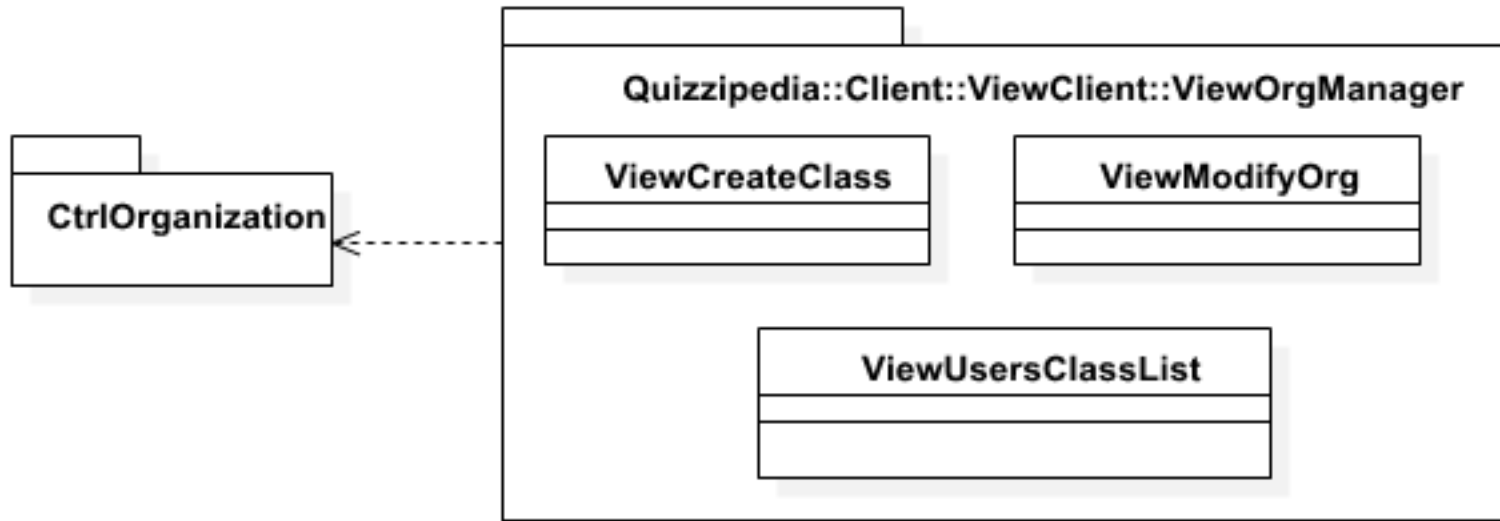 Quizzipedia::Client::ViewClient::ViewOrgManager
ViewCreateClass
ViewModifyOrg
CtrlOrganization
ViewUsersClassList